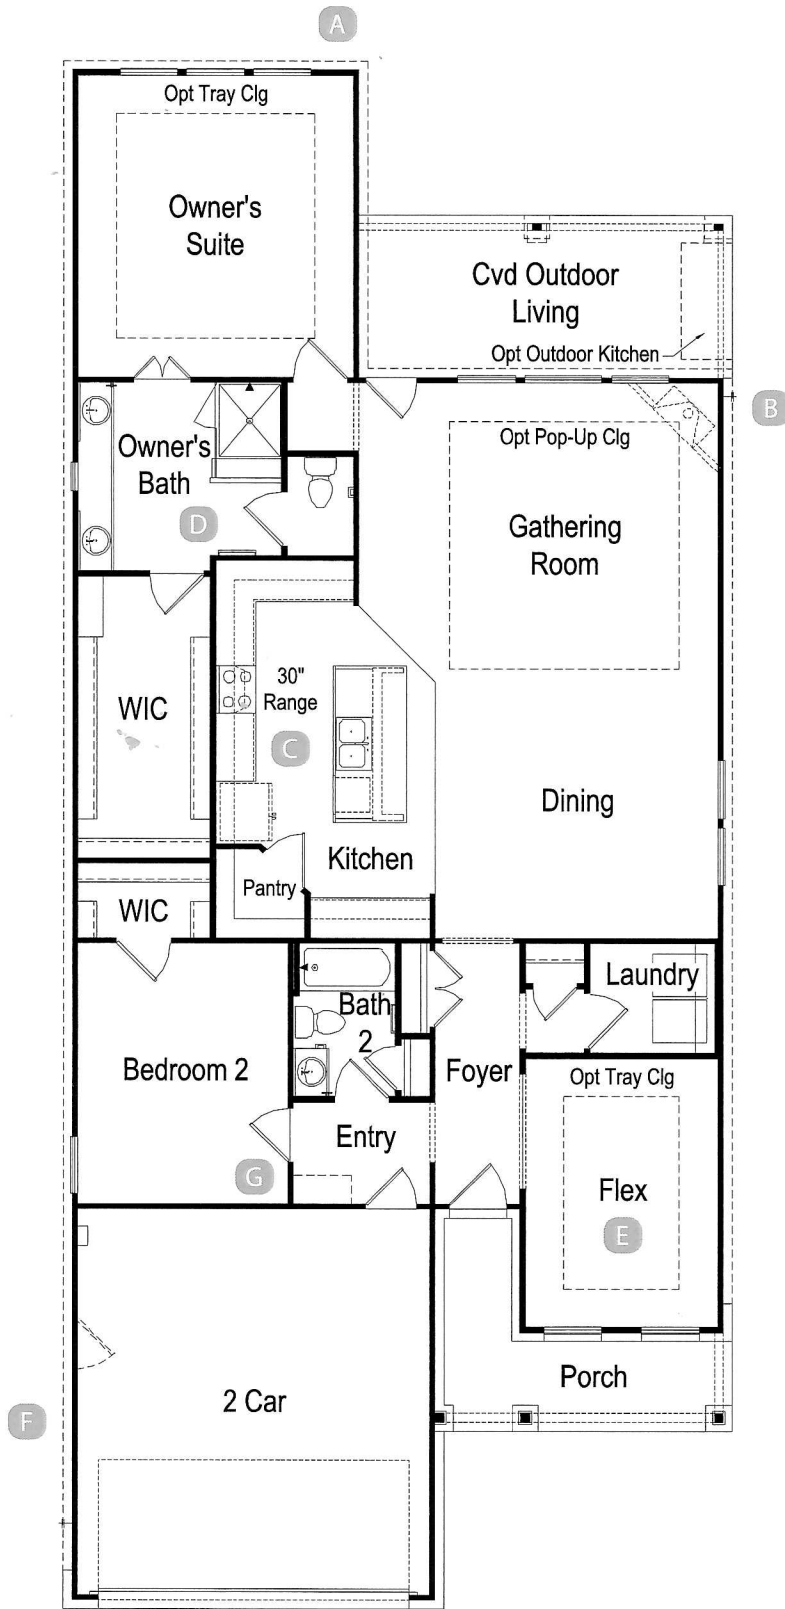 A
Opt Tray Clg
Owner's
Suite
Cvd Outdoor
Living
Opt Outdoor Kitchen
B
Owner's
Bath
D
Opt Pop-Up Clg
Gathering
Room
WIC
30"
Range
C
Dining
Kitchen
Pantry
WIC
Laundry
Bath
2
Bedroom 2
Foyer
Opt Tray Clg
Entry
G
Flex
E
Porch
2 Car
F